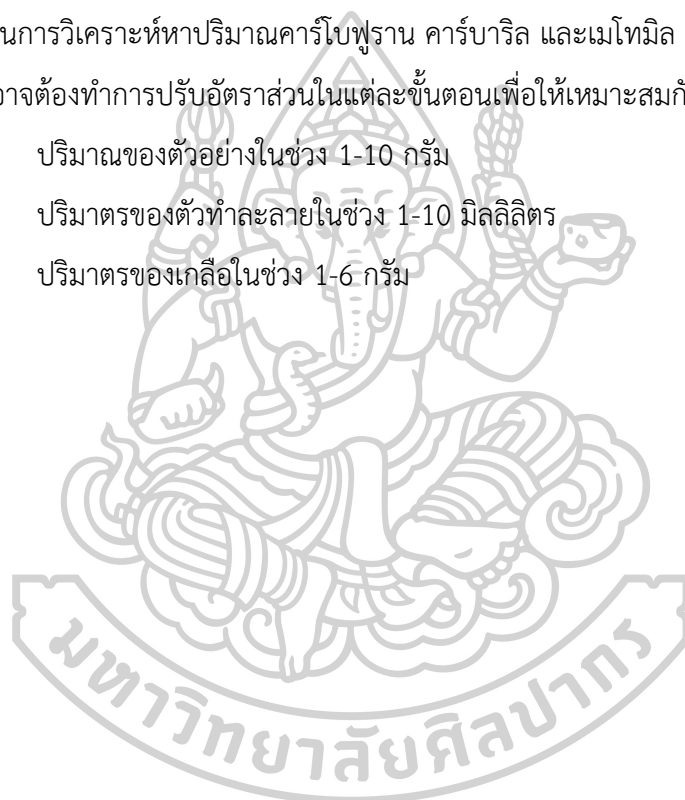 นการวิเคราะห์หาปริมาณคาร์โบฟูราน คาร์บาริล และเมโทมิล
อาจต้องทำการปรับอัตราส่วนในแต่ละขั้นตอนเพื่อให้เหมาะสมกั
ปริมาณของตัวอย่างในช่วง 1-10 กรัม
ปริมาตรของตัวทำละลายในช่วง 1-10 มิลลิลิตร
ปริมาตรของเกลือในช่วง 1-6 กรัม
มหาวิทยาลัยศิลปากร